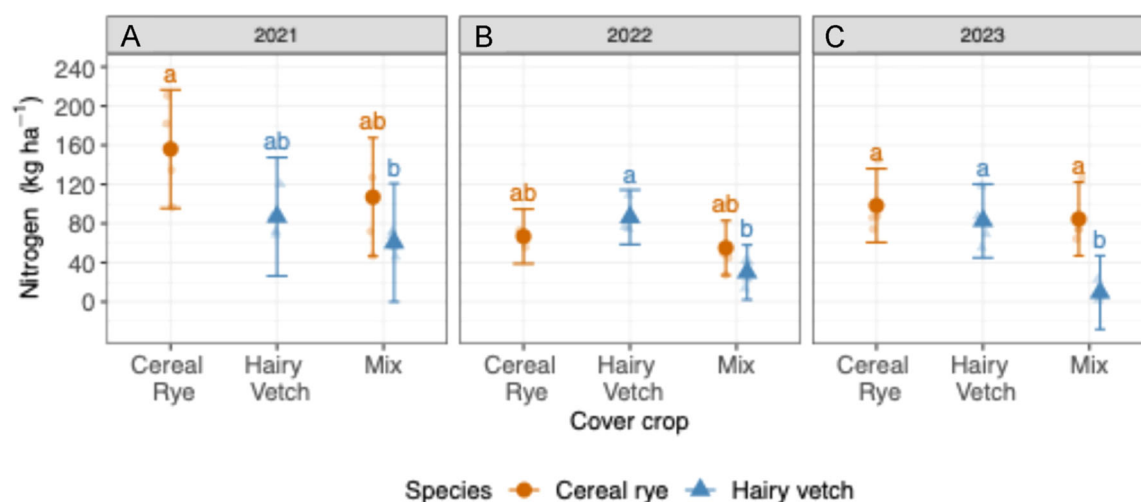 A 2021 B 2022 C 2023
Nitrogen (kg ha⁻¹)
240
200
160
120
80
40
0
a ab ab b
ab a ab b
a a a b
Cereal Hairy Mix Cereal Hairy Mix Cereal Hairy Mix
Rye Vetch Rye Vetch Rye Vetch
Cover crop
Species Cereal rye Hairy vetch